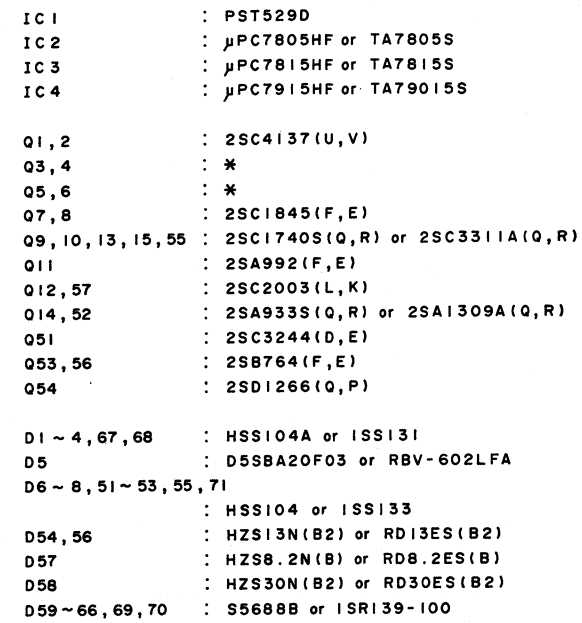 IC1 : PST529D
IC2 : μPC7805HF or TA7805S
IC3 : μPC7815HF or TA7815S
IC4 : μPC7915HF or TA79015S
Q1,2 : 2SC4137(U,V)
Q3,4 : *
Q5,6 : *
Q7,8 : 2SC1845(F,E)
Q9,10,13,15,55 : 2SC1740S(Q,R) or 2SC3311A(Q,R)
Q11 : 2SA992(F,E)
Q12,57 : 2SC2003(L,K)
Q14,52 : 2SA933S(Q,R) or 2SA1309A(Q,R)
Q51 : 2SC3244(D,E)
Q53,56 : 2SB764(F,E)
Q54 : 2SD1266(Q,P)
D1~4,67,68 : HSS104A or 1SS131
D5 : D5SBA20F03 or RBV-602LFA
D6~8,51~53,55,71
: HSS104 or 1SS133
D54,56 : HZS13N(B2) or RD13ES(B2)
D57 : HZS8.2N(B) or RD8.2ES(B)
D58 : HZS30N(B2) or RD30ES(B2)
D59~66,69,70 : S5688B or 1SR139-100